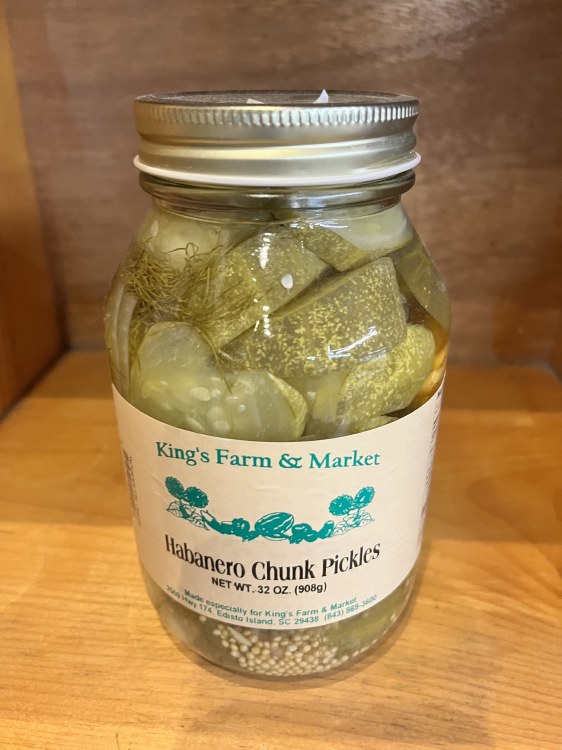 King's Farm & Market
Habanero Chunk Pickles
NET WT. 32 OZ. (908g)
Made especially for King's Farm & Market
Hwy 174, Edisto Island, SC 29438 (843)